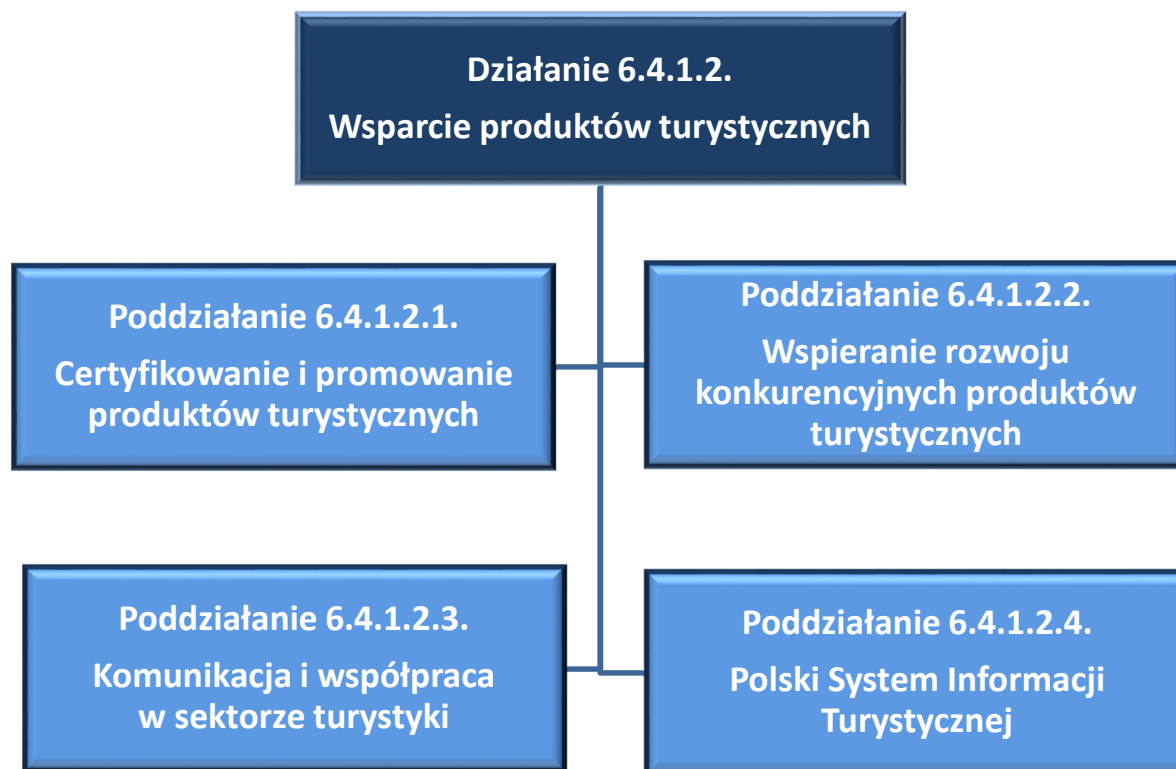 Działanie 6.4.1.2.
Wsparcie produktów turystycznych
Poddziałanie 6.4.1.2.1.
Certyfikowanie i promowanie
produktów turystycznych
Poddziałanie 6.4.1.2.2.
Wspieranie rozwoju
konkurencyjnych produktów
turystycznych
Poddziałanie 6.4.1.2.3.
Komunikacja i współpraca
w sektorze turystyki
Poddziałanie 6.4.1.2.4.
Polski System Informacji
Turystycznej